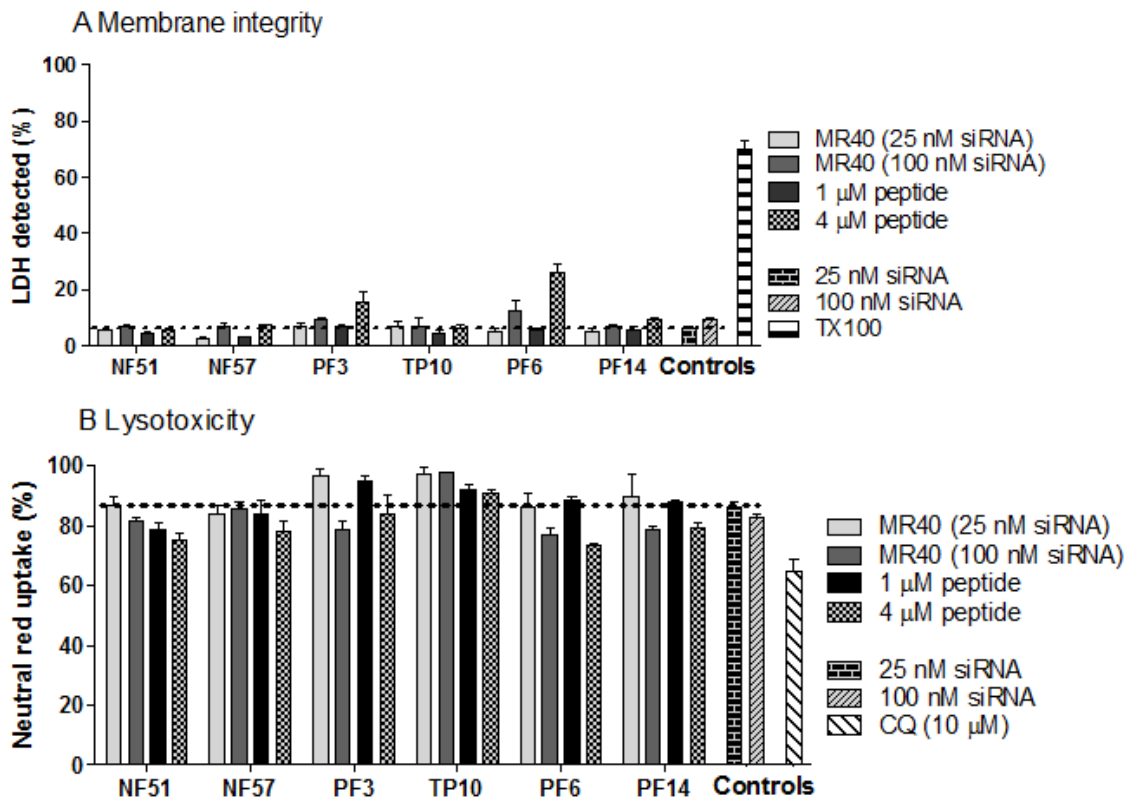 A Membrane integrity
LDH detected (%)
100
80
60
40
20
0
NF51 NF57 PF3 TP10 PF6 PF14 Controls
MR40 (25 nM siRNA)
MR40 (100 nM siRNA)
1 μM peptide
4 μM peptide
25 nM siRNA
100 nM siRNA
TX100
B Lysotoxicity
Neutral red uptake (%)
100
80
60
40
20
0
NF51 NF57 PF3 TP10 PF6 PF14 Controls
MR40 (25 nM siRNA)
MR40 (100 nM siRNA)
1 μM peptide
4 μM peptide
25 nM siRNA
100 nM siRNA
CQ (10 μM)